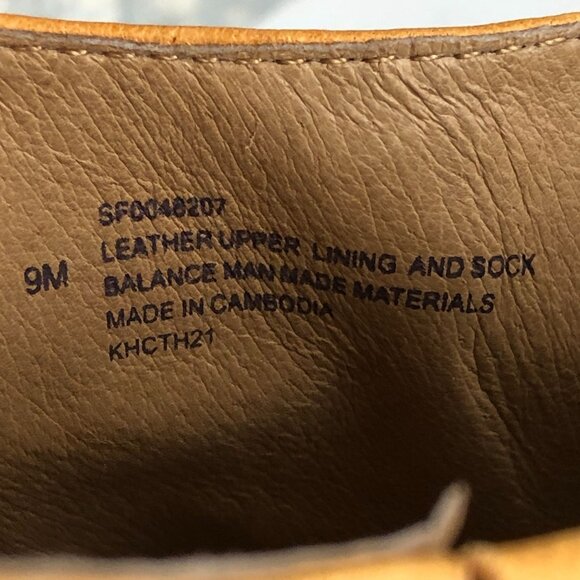 SF0046207
9M
LEATHER UPPER LINING AND SOCK
BALANCE MAN MADE MATERIALS
MADE IN CAMBODIA
KHCTH21